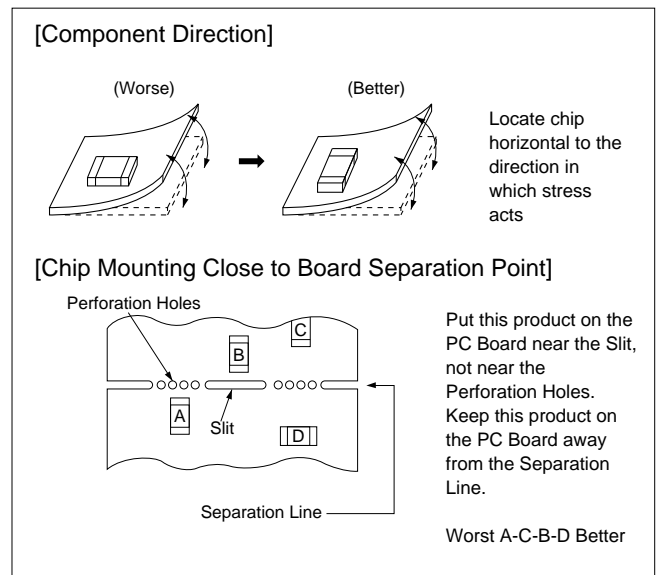 [Component Direction]
(Worse)
(Better)
Locate chip
horizontal to the
direction in
which stress
acts
[Chip Mounting Close to Board Separation Point]
Perforation Holes
C
B
A
Slit
D
Separation Line
Put this product on the
PC Board near the Slit,
not near the
Perforation Holes.
Keep this product on
the PC Board away
from the Separation
Line.
Worst A-C-B-D Better